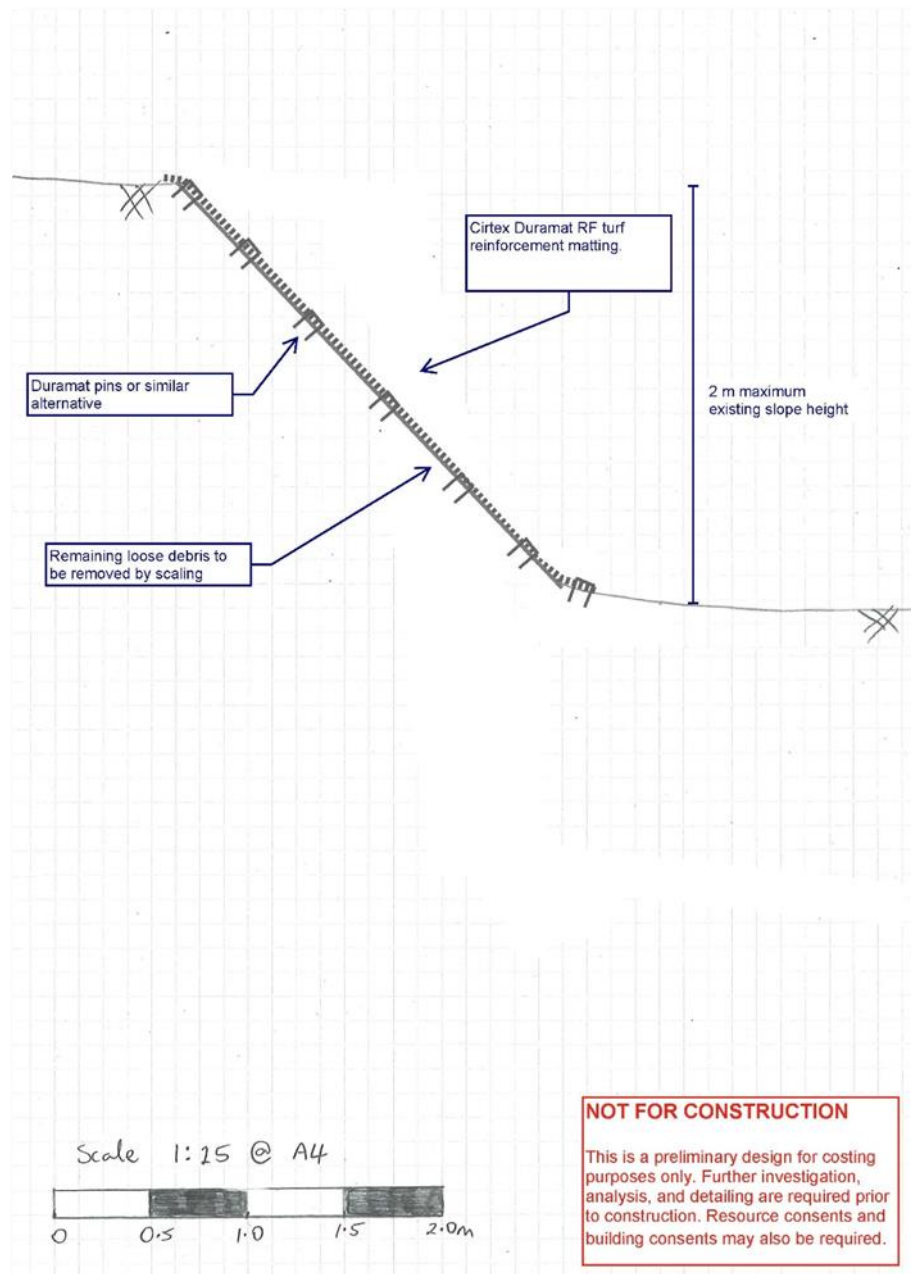 Cirtex Duramat RF turf
reinforcement matting.
Duramat pins or similar
alternative
2 m maximum
existing slope height
Remaining loose debris to
be removed by scaling
Scale 1:25 @ A4
0 0.5 1.0 1.5 2.0m
NOT FOR CONSTRUCTION
This is a preliminary design for costing
purposes only. Further investigation,
analysis, and detailing are required prior
to construction. Resource consents and
building consents may also be required.